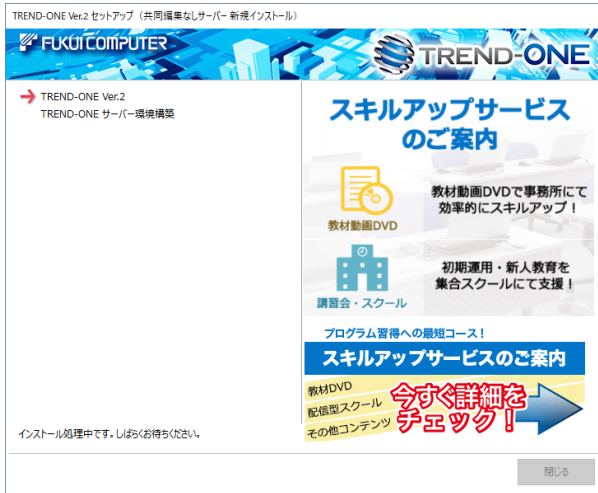 TREND-ONE Ver.2 セットアップ（共同編集なしサーバー 新規インストール）
FUKUI COMPUTER
TREND-ONE
TREND-ONE Ver.2
TREND-ONE サーバー環境構築
スキルアップサービス
のご案内
教材動画DVD
教材動画DVDで事務所にて
効率的にスキルアップ！
講習会・スクール
初期運用・新人教育を
集合スクールにて支援！
プログラム習得への最短コース！
スキルアップサービスのご案内
教材DVD
配信型スクール
その他コンテンツ
今すぐ詳細を
チェック！
インストール処理中です。しばらくお待ちください。
閉じる